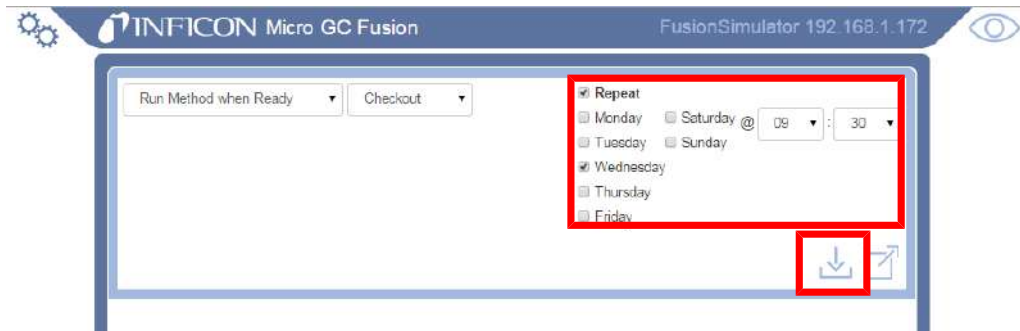 INFICON Micro GC Fusion
FusionSimulator 192.168.1.172
Run Method when Ready
Checkout
Repeat
Monday Saturday @ 09 : 30
Tuesday Sunday
Wednesday
Thursday
Friday